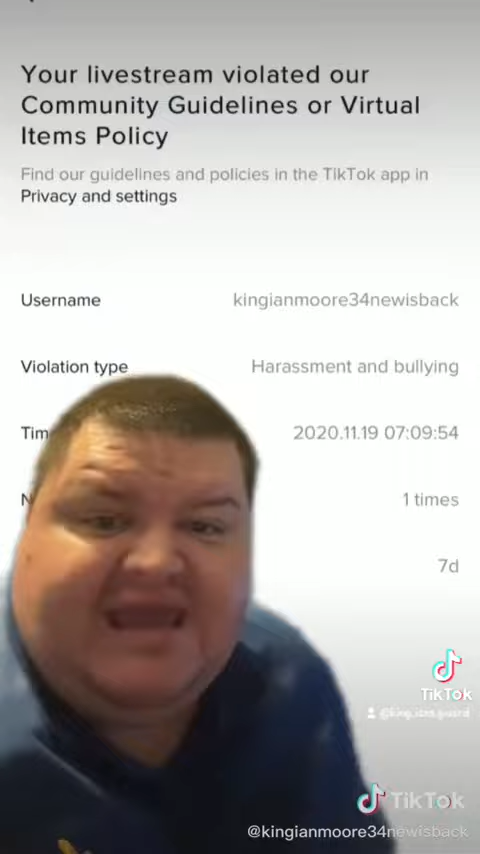 Your livestream violated our
Community Guidelines or Virtual
Items Policy
Find our guidelines and policies in the TikTok app in
Privacy and settings
Username kingianmoore34newisback
Violation type Harassment and bullying
Tim 2020.11.19 07:09:54
N 1 times
7d
TikTok
TikTok
@kingianmoore34newisback